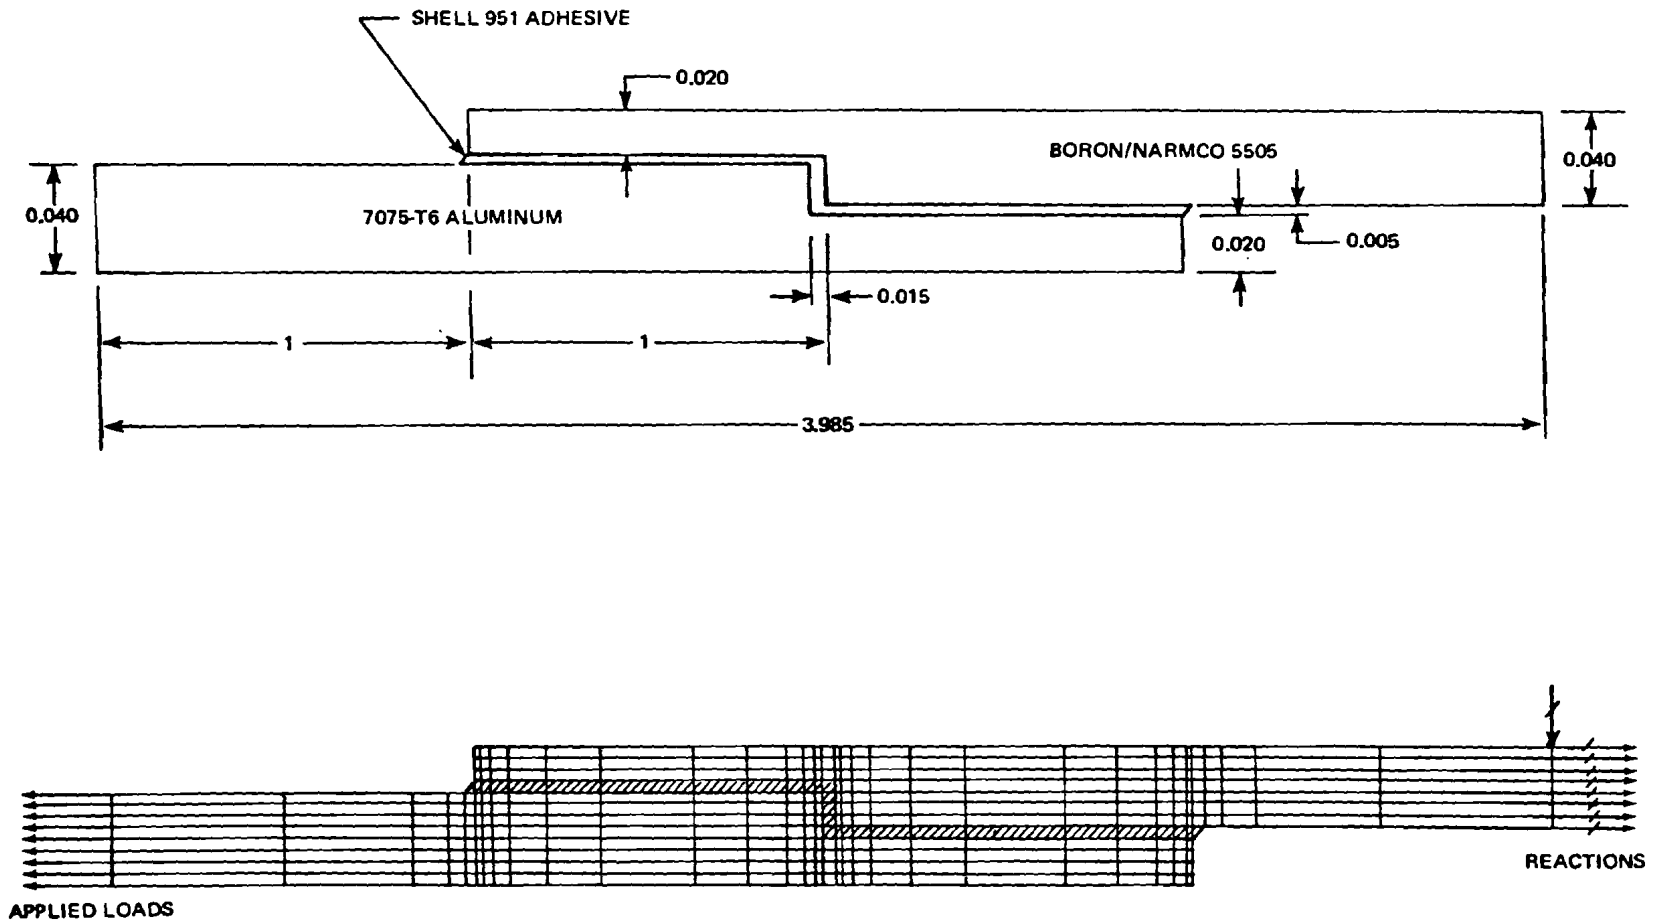 SHELL 951 ADHESIVE
0.020
BORON/NARMCO 5505
0.040
0.040
7075-T6 ALUMINUM
0.020
0.005
0.015
1
1
3.985
REACTIONS
APPLIED LOADS